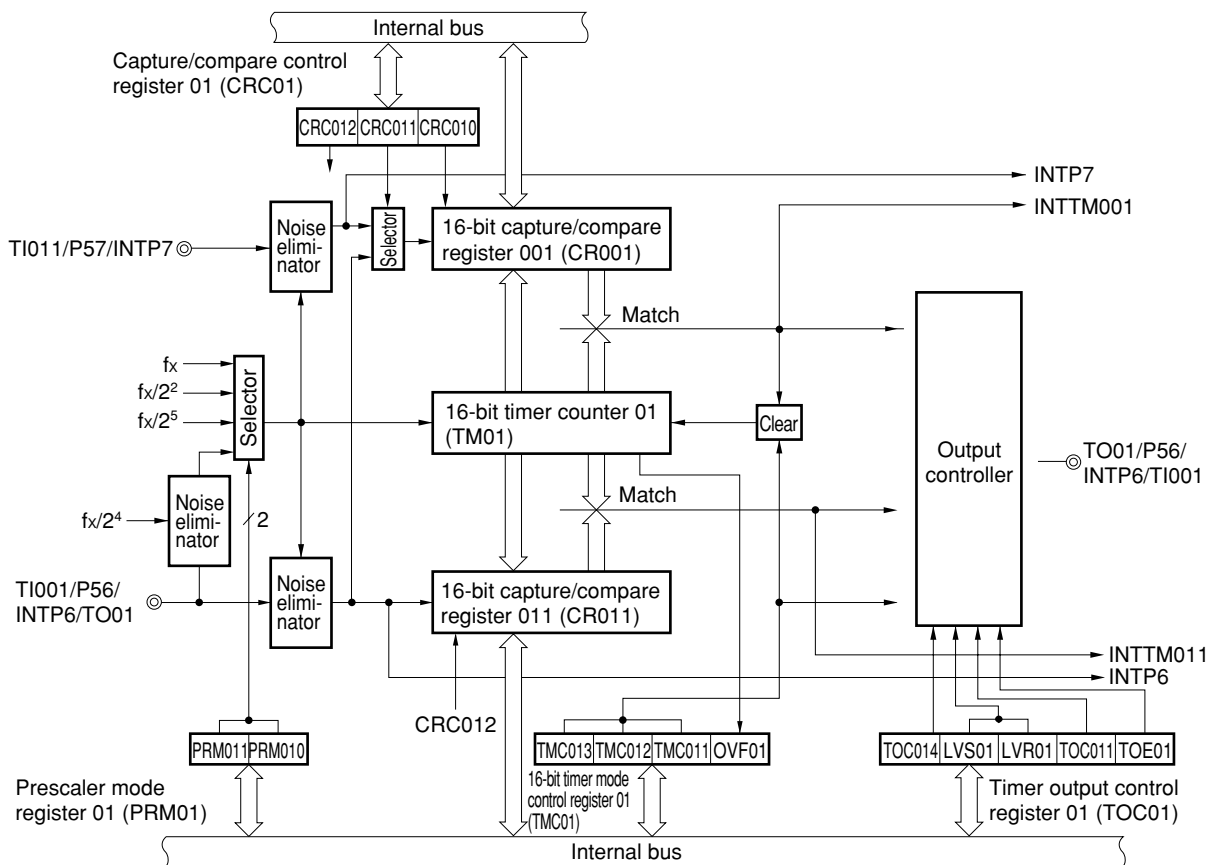 Internal bus
Capture/compare control
register 01 (CRC01)
CRC012 CRC011 CRC010
INTP7
INTTM001
TI011/P57/INTP7
Noise
elimi-
nator
Selector
16-bit capture/compare
register 001 (CR001)
Match
fx
fx/2²
fx/2⁵
Selector
16-bit timer counter 01
(TM01)
Clear
Output
controller
TO01/P56/
INTP6/TI001
fx/2⁴
Noise
elimi-
nator
2
Match
TI001/P56/
INTP6/TO01
Noise
elimi-
nator
16-bit capture/compare
register 011 (CR011)
INTTM011
INTP6
CRC012
PRM011 PRM010
TMC013 TMC012 TMC011 OVF01
TOC014 LVS01 LVR01 TOC011 TOE01
Prescaler mode
register 01 (PRM01)
16-bit timer mode
control register 01
(TMC01)
Timer output control
register 01 (TOC01)
Internal bus